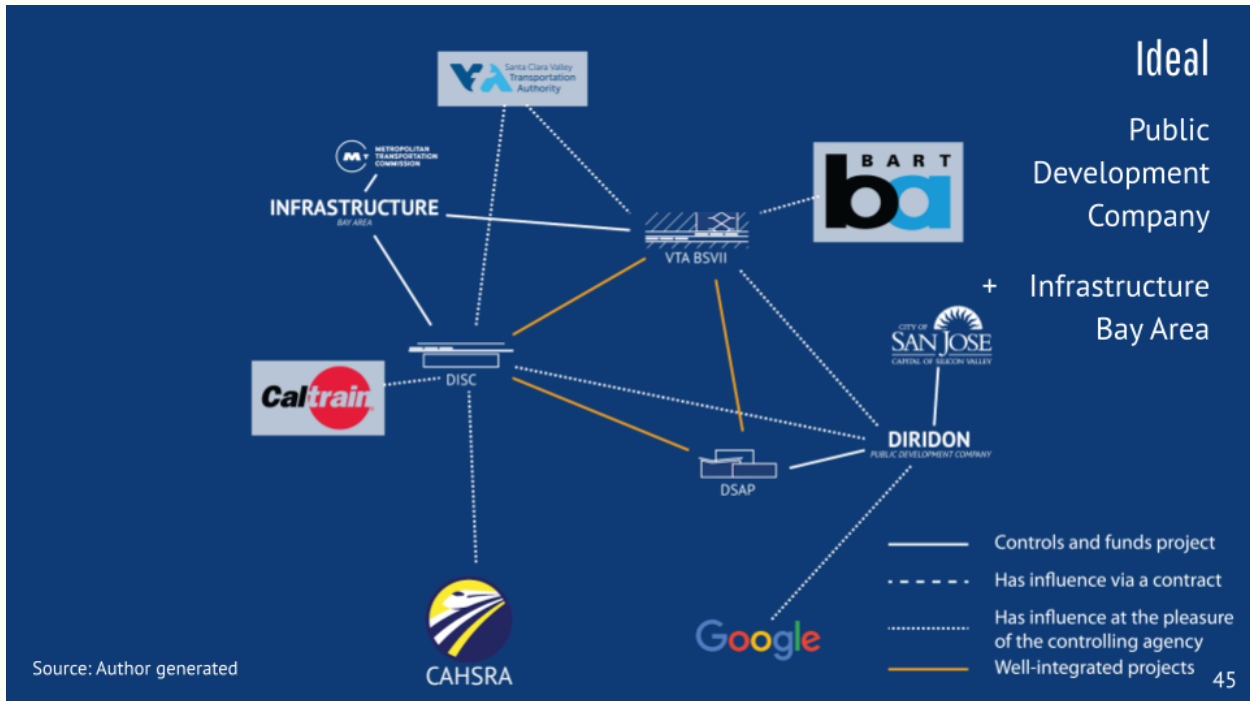 Ideal
Public
Development
Company
+ Infrastructure
Bay Area
VTA
Santa Clara Valley
Transportation
Authority
MT
METROPOLITAN
TRANSPORTATION
COMMISSION
INFRASTRUCTURE
BAY AREA
BART
ba
VTA BSVII
CITY OF
SAN JOSE
CAPITAL OF SILICON VALLEY
DISC
Caltrain
DIRIDON
PUBLIC DEVELOPMENT COMPANY
DSAP
Controls and funds project
Has influence via a contract
Has influence at the pleasure
of the controlling agency
Well-integrated projects
Google
CAHSRA
Source: Author generated
45